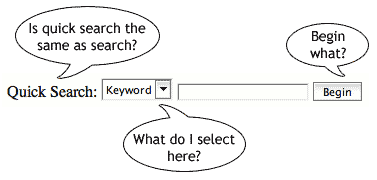 Is quick search the
same as search?
Begin
what?
Quick Search: Keyword Begin
What do I select
here?